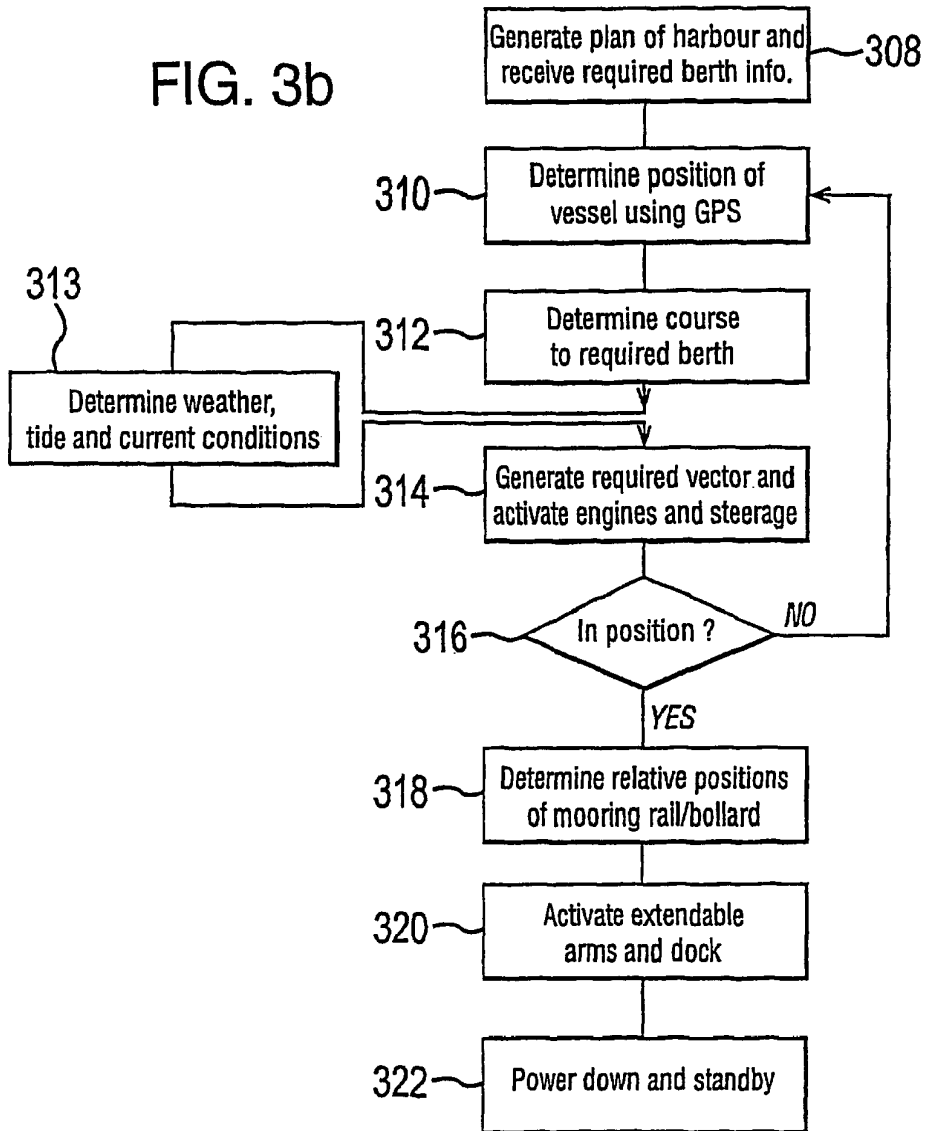 FIG. 3b
Generate plan of harbour and
receive required berth info.
308
310
Determine position of
vessel using GPS
312
Determine course
to required berth
313
Determine weather,
tide and current conditions
314
Generate required vector and
activate engines and steerage
316
In position ?
NO
YES
318
Determine relative positions
of mooring rail/bollard
320
Activate extendable
arms and dock
322
Power down and standby